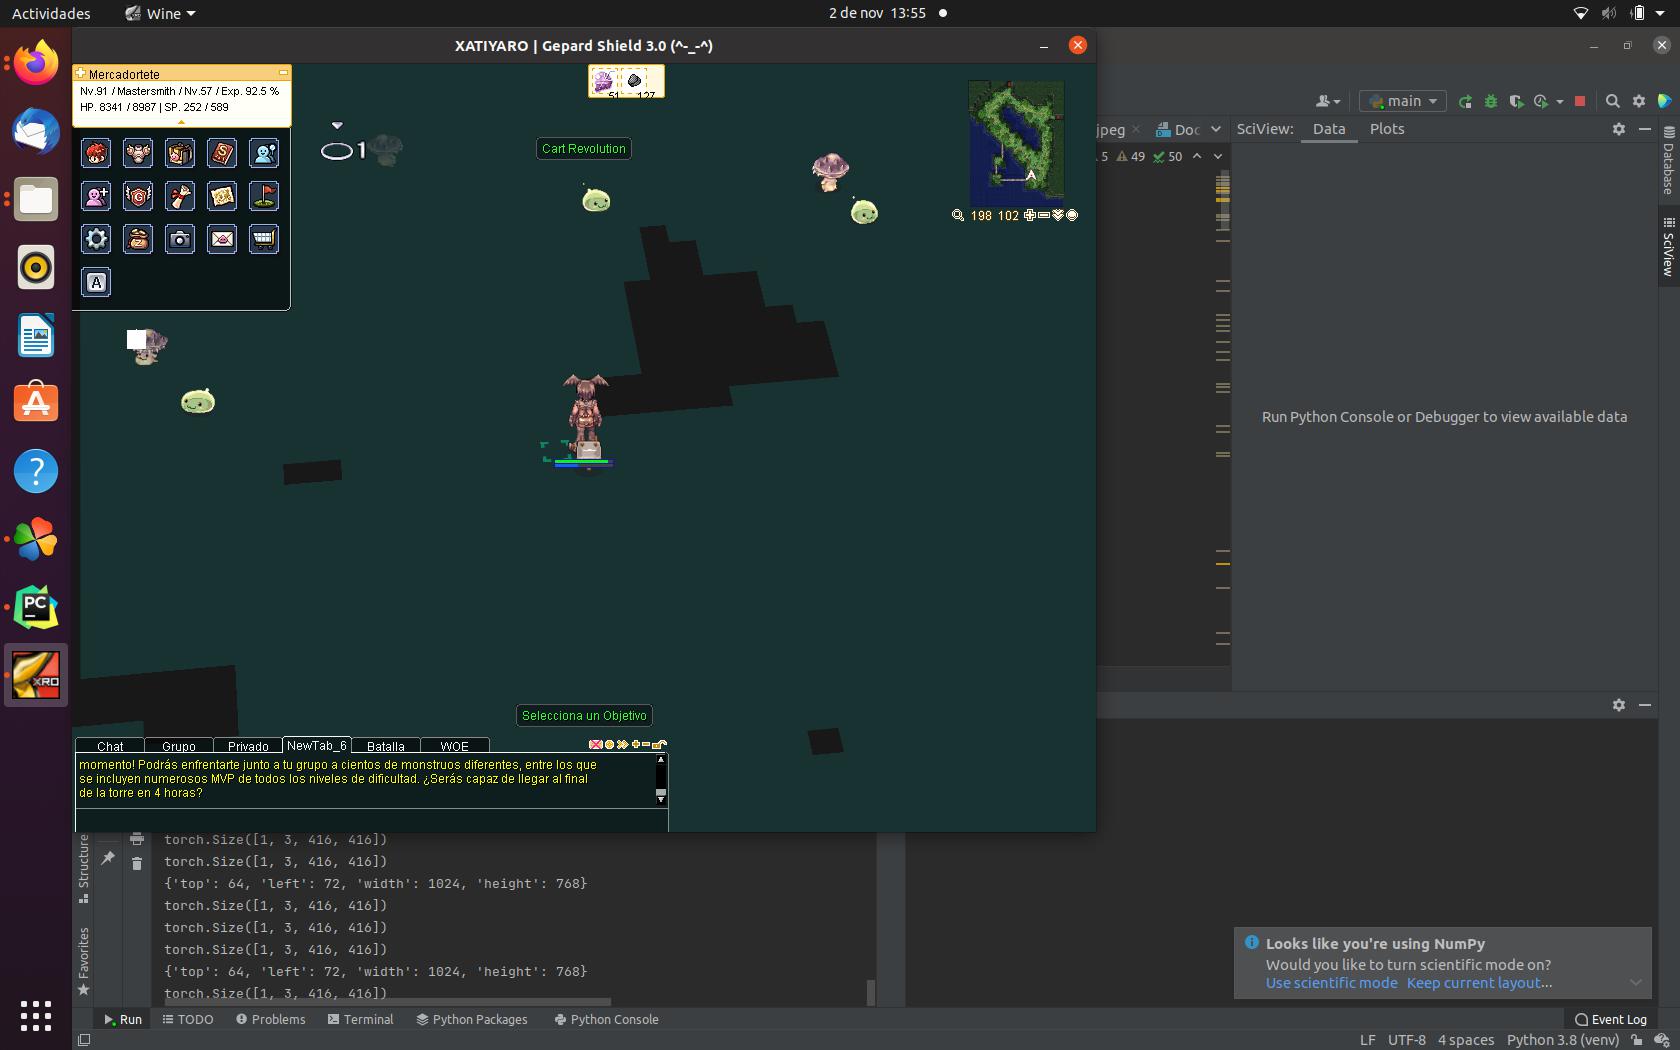 Actividades
Wine
2 de nov 13:55
XATIYARO | Gepard Shield 3.0 (^-_-^)
Mercadortete
Nv.91 / Mastersmith / Nv.57 / Exp. 92.5 %
HP. 8341 / 8987 | SP. 252 / 589
51
127
1
Cart Revolution
198 102
S
G
Z
A
Selecciona un Objetivo
Chat
Grupo
Privado
NewTab_6
Batalla
WOE
momento! Podrás enfrentarte junto a tu grupo a cientos de monstruos diferentes, entre los que
se incluyen numerosos MVP de todos los niveles de dificultad. ¿Serás capaz de llegar al final
de la torre en 4 horas?
main
jpeg
Doc
SciView:
Data
Plots
5
49
50
Database
SciView
Run Python Console or Debugger to view available data
PC
XRO
Structure
Favorites
torch.Size([1, 3, 416, 416])
torch.Size([1, 3, 416, 416])
{'top': 64, 'left': 72, 'width': 1024, 'height': 768}
torch.Size([1, 3, 416, 416])
torch.Size([1, 3, 416, 416])
torch.Size([1, 3, 416, 416])
{'top': 64, 'left': 72, 'width': 1024, 'height': 768}
torch.Size([1, 3, 416, 416])
Looks like you're using NumPy
Would you like to turn scientific mode on?
Use scientific mode Keep current layout...
Run
TODO
Problems
Terminal
Python Packages
Python Console
Event Log
LF UTF-8 4 spaces Python 3.8 (venv)